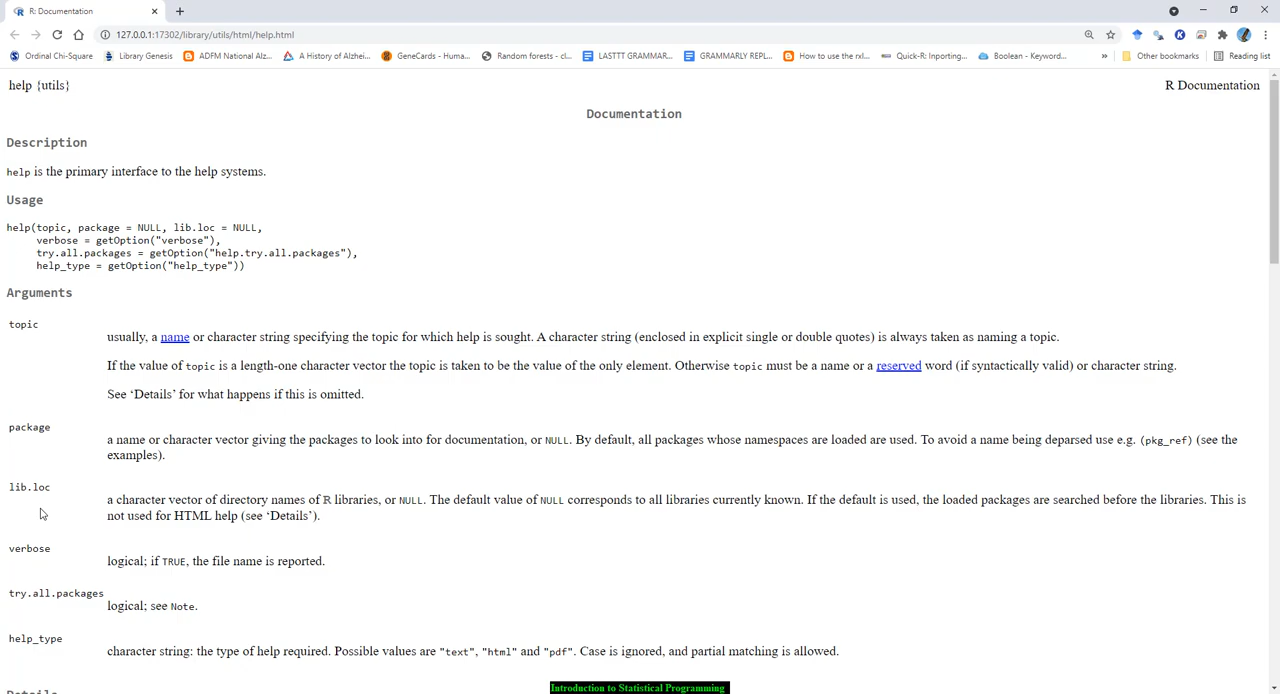 R: Documentation
127.0.0.1:17302/library/utils/html/help.html
Ordinal Chi-Square Library Genesis ADFM National Alz... A History of Alzhei... GeneCards - Huma... Random forests - cl... LASTTT GRAMMAR... GRAMMARLY REPL... How to use the rxl... Quick-R: Inporting... Boolean - Keyword... » Other bookmarks Reading list
help {utils} R Documentation
Documentation
Description
help is the primary interface to the help systems.
Usage
help(topic, package = NULL, lib.loc = NULL,
verbose = getOption("verbose"),
try.all.packages = getOption("help.try.all.packages"),
help_type = getOption("help_type"))
Arguments
topic
usually, a name or character string specifying the topic for which help is sought. A character string (enclosed in explicit single or double quotes) is always taken as naming a topic.
If the value of topic is a length-one character vector the topic is taken to be the value of the only element. Otherwise topic must be a name or a reserved word (if syntactically valid) or character string.
See ‘Details’ for what happens if this is omitted.
package
a name or character vector giving the packages to look into for documentation, or NULL. By default, all packages whose namespaces are loaded are used. To avoid a name being deparsed use e.g. (pkg_ref) (see the
examples).
lib.loc
a character vector of directory names of R libraries, or NULL. The default value of NULL corresponds to all libraries currently known. If the default is used, the loaded packages are searched before the libraries. This is
not used for HTML help (see ‘Details’).
verbose
logical; if TRUE, the file name is reported.
try.all.packages
logical; see Note.
help_type
character string: the type of help required. Possible values are "text", "html" and "pdf". Case is ignored, and partial matching is allowed.
Details
Introduction to Statistical Programming